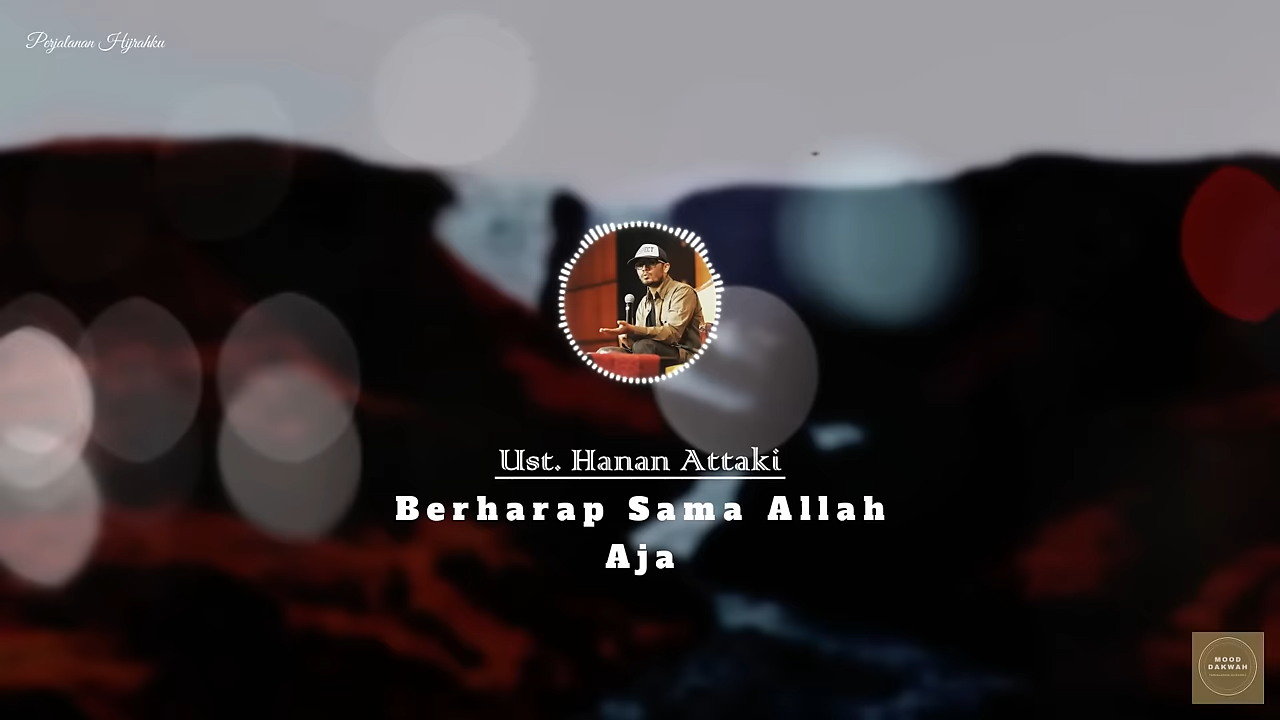 Perjalanan Hijrahku
Ust. Hanan Attaki
Berharap Sama Allah
Aja
MOOD
DAKWAH